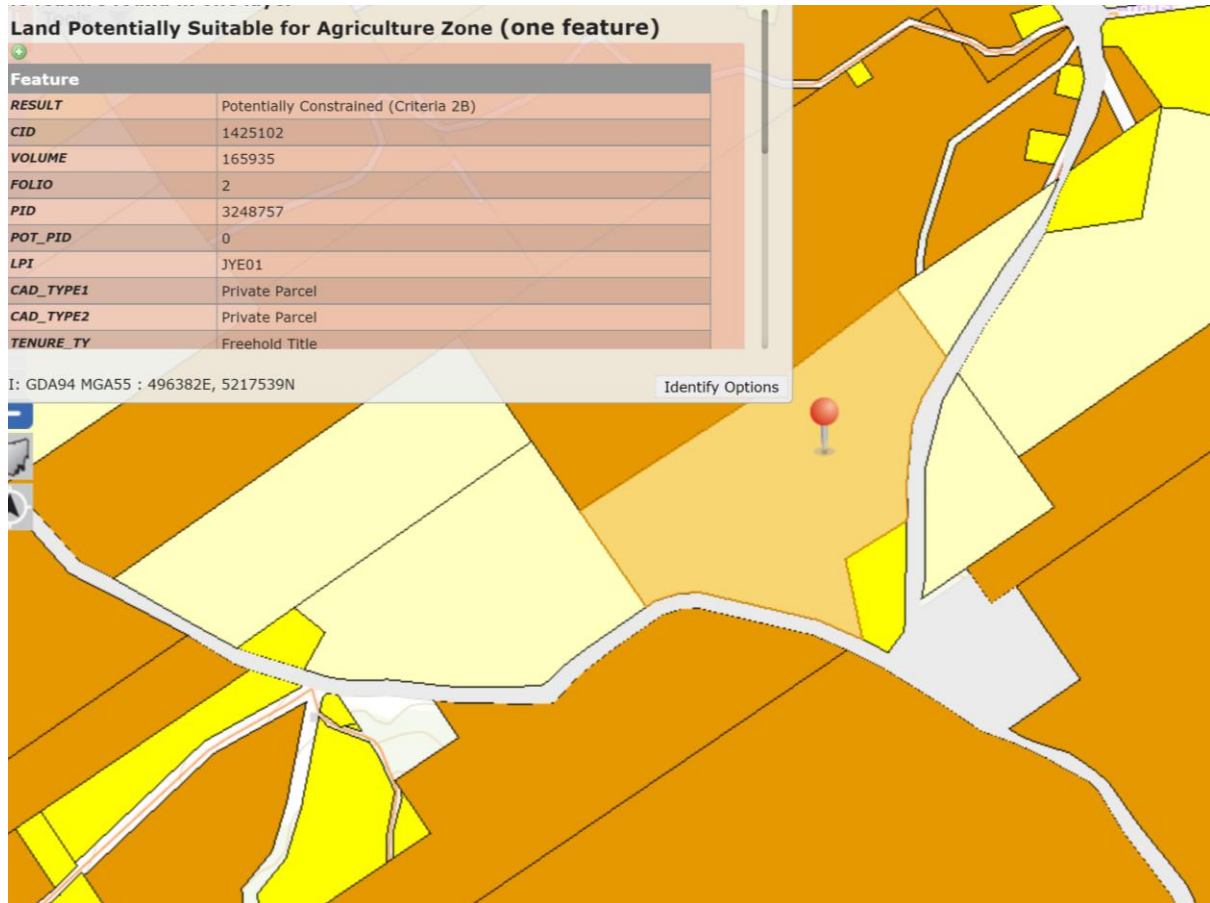 Land Potentially Suitable for Agriculture Zone (one feature)
Feature
RESULT Potentially Constrained (Criteria 2B)
CID 1425102
VOLUME 165935
FOLIO 2
PID 3248757
POT_PID 0
LPI JYE01
CAD_TYPE1 Private Parcel
CAD_TYPE2 Private Parcel
TENURE_TY Freehold Title
I: GDA94 MGA55 : 496382E, 5217539N
Identify Options